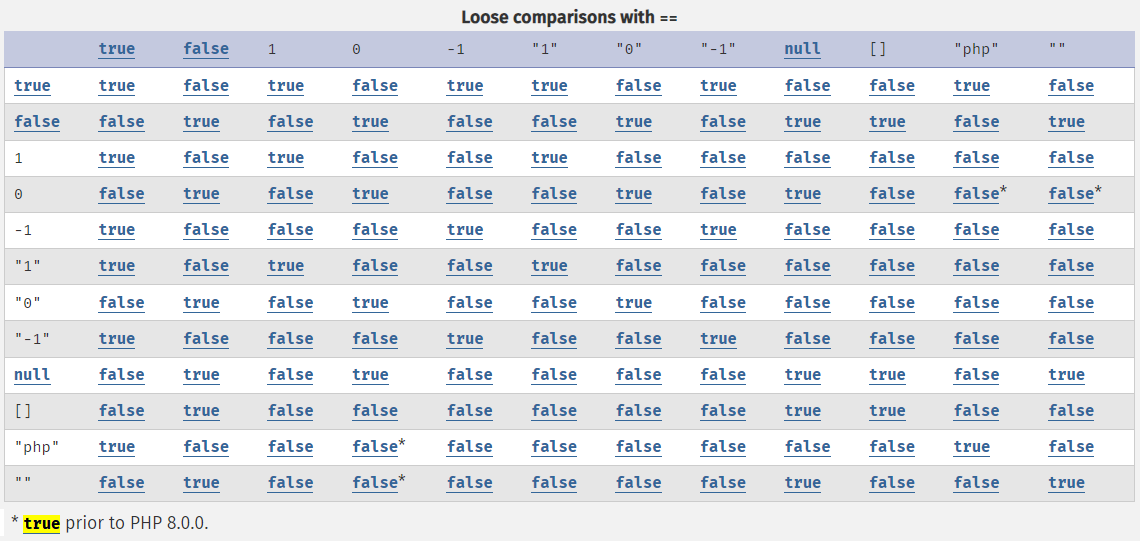 Loose comparisons with ==
true false 1 0 -1 "1" "0" "-1" null [] "php" ""
true true false true false true true false true false false true false
false false true false true false false true false true true false true
1 true false true false false true false false false false false false
0 false true false true false false true false true false false* false*
-1 true false false false true false false true false false false false
"1" true false true false false true false false false false false false
"0" false true false true false false true false false false false false
"-1" true false false false true false false true false false false false
null false true false true false false false false true true false true
[] false true false false false false false false true true false false
"php" true false false false* false false false false false false true false
"" false true false false* false false false false true false false true
* true prior to PHP 8.0.0.